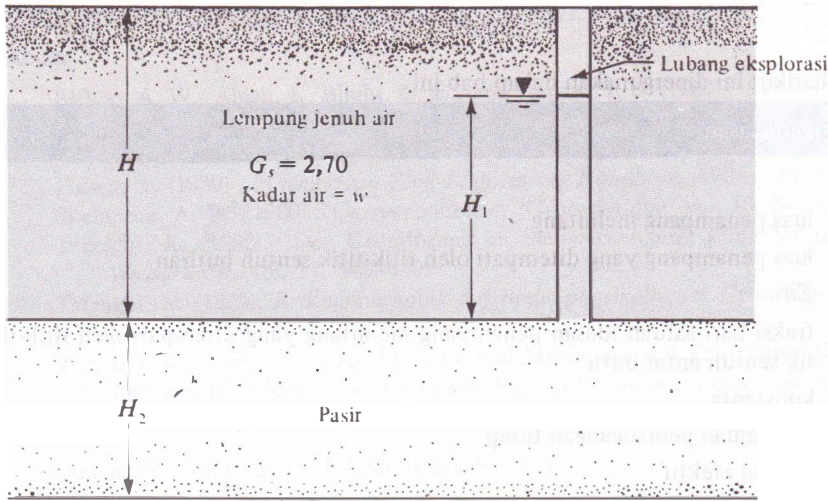 Lubang eksplorasi
Lempung jenuh air
G_s = 2,70
Kadar air = w
H
H_1
H_2
Pasir